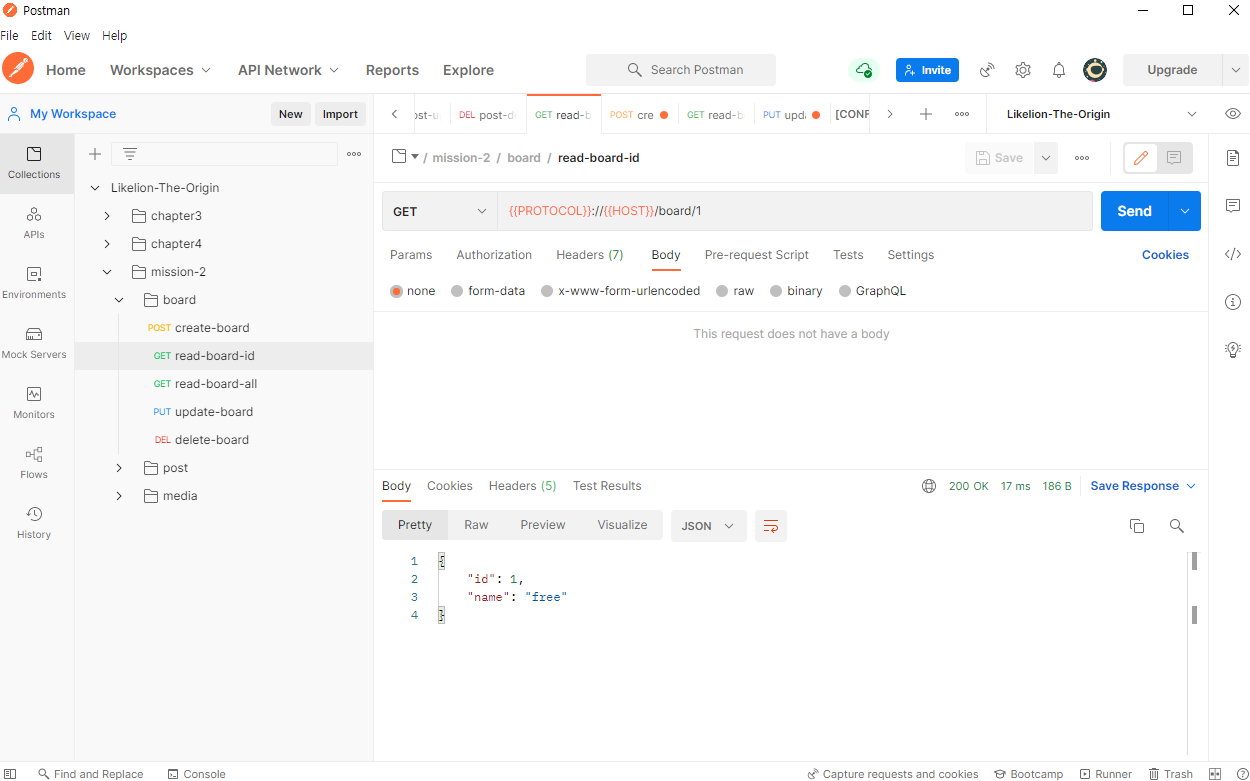 Postman
File Edit View Help
Home Workspaces API Network Reports Explore Search Postman Invite Upgrade
My Workspace New Import ost-u DEL post-d GET read-b POST cre GET read-b PUT upda [CONF Likelion-The-Origin
Collections
APIs
Environments
Mock Servers
Monitors
Flows
History
Likelion-The-Origin
chapter3
chapter4
mission-2
board
POST create-board
GET read-board-id
GET read-board-all
PUT update-board
DEL delete-board
post
media
/ mission-2 / board / read-board-id Save
GET {{PROTOCOL}}://{{HOST}}/board/1 Send
Params Authorization Headers (7) Body Pre-request Script Tests Settings Cookies
none form-data x-www-form-urlencoded raw binary GraphQL
This request does not have a body
Body Cookies Headers (5) Test Results 200 OK 17 ms 186 B Save Response
Pretty Raw Preview Visualize JSON
1 {
2 "id": 1,
3 "name": "free"
4 }
Find and Replace Console Capture requests and cookies Bootcamp Runner Trash